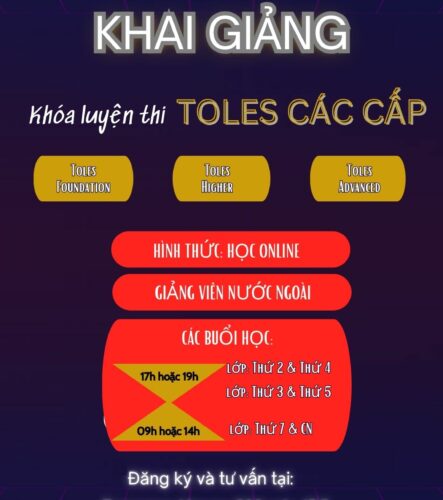 KHAI GIẢNG
Khóa luyện thi TOLES CÁC CẤP
TOLES FOUNDATION
TOLES HIGHER
TOLES ADVANCED
HÌNH THỨC: HỌC ONLINE
GIẢNG VIÊN NƯỚC NGOÀI
CÁC BUỔI HỌC:
17h hoặc 19h
LỚP: THỨ 2 & THỨ 4
LỚP: THỨ 3 & THỨ 5
09h hoặc 14h
LỚP: THỨ 7 & CN
Đăng ký và tư vấn tại: